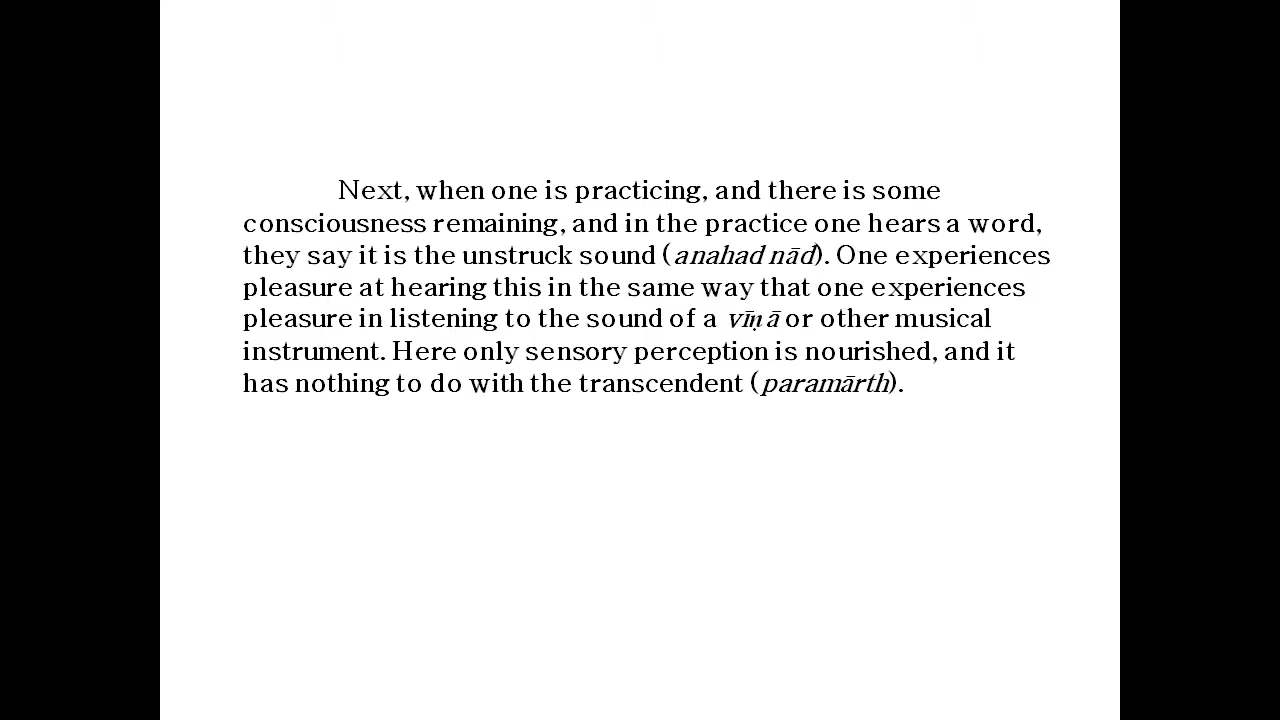 Next, when one is practicing, and there is some
consciousness remaining, and in the practice one hears a word,
they say it is the unstruck sound (anahad nād). One experiences
pleasure at hearing this in the same way that one experiences
pleasure in listening to the sound of a vīṇā or other musical
instrument. Here only sensory perception is nourished, and it
has nothing to do with the transcendent (paramārth).